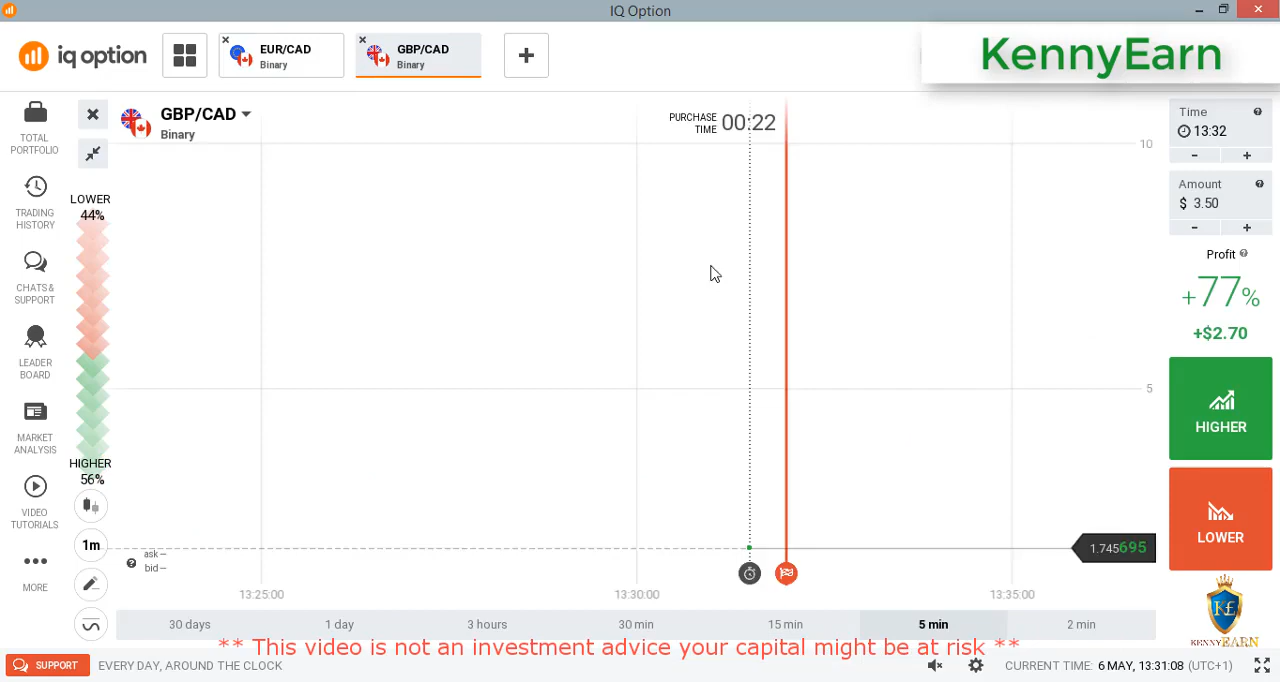 IQ Option
iq option
EUR/CAD
Binary
GBP/CAD
Binary
KennyEarn
TOTAL
PORTFOLIO
TRADING
HISTORY
CHATS &
SUPPORT
LEADER
BOARD
MARKET
ANALYSIS
VIDEO
TUTORIALS
MORE
GBP/CAD
Binary
LOWER
44%
HIGHER
56%
1m
PURCHASE
TIME
00:22
10
5
ask
bid
1.745695
13:25:00
13:30:00
13:35:00
30 days
1 day
3 hours
30 min
15 min
5 min
2 min
Time
13:32
- +
Amount
$ 3.50
- +
Profit
+77%
+$2.70
HIGHER
LOWER
K£
KENNYEARN
** This video is not an investment advice your capital might be at risk **
SUPPORT
EVERY DAY, AROUND THE CLOCK
CURRENT TIME: 6 MAY, 13:31:08 (UTC+1)